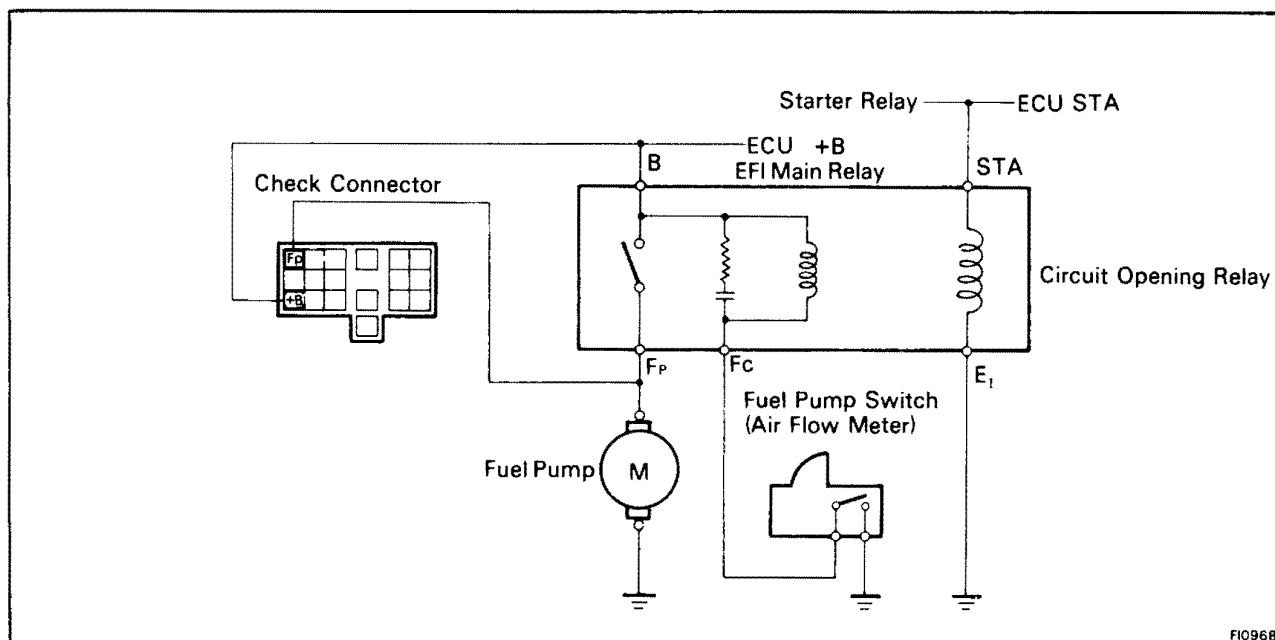 Starter Relay
ECU STA
ECU +B
B
EFI Main Relay
STA
Check Connector
Fp
+B
Circuit Opening Relay
FP
Fc
E1
Fuel Pump Switch
(Air Flow Meter)
Fuel Pump
M
FI0968